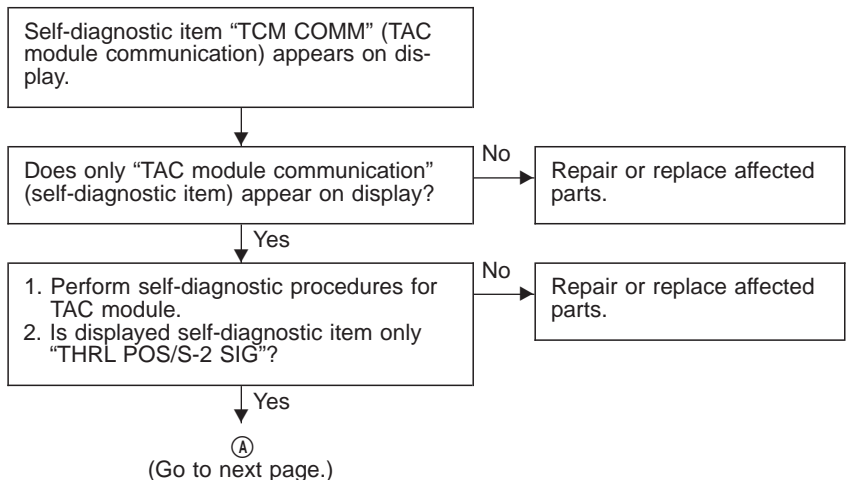 Self-diagnostic item “TCM COMM” (TAC
module communication) appears on dis-
play.
Does only “TAC module communication”
(self-diagnostic item) appear on display?
No
Repair or replace affected
parts.
Yes
1. Perform self-diagnostic procedures for
TAC module.
2. Is displayed self-diagnostic item only
“THRL POS/S-2 SIG”?
No
Repair or replace affected
parts.
Yes
Ⓐ
(Go to next page.)